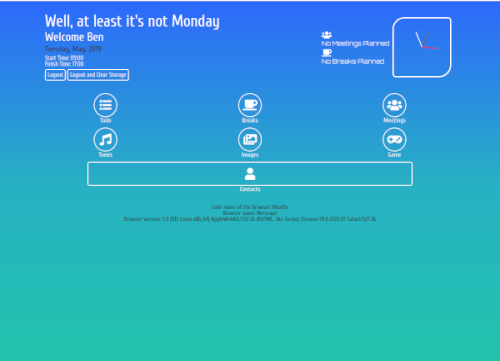 Well, at least it's not Monday
Welcome Ben
Tuesday, May, 2019
Start Time: 09:00
Finish Time: 17:00
Logout
Logout and Clear Storage
No Meetings Planned
No Breaks Planned
Todo
Breaks
Meetings
Tunes
Images
Game
Contacts
Code name of the browser: Mozilla
Browser name: Netscape
Browser version: 5.0 (X11; Linux x86_64) AppleWebKit/537.36 (KHTML, like Gecko) Safari/537.36